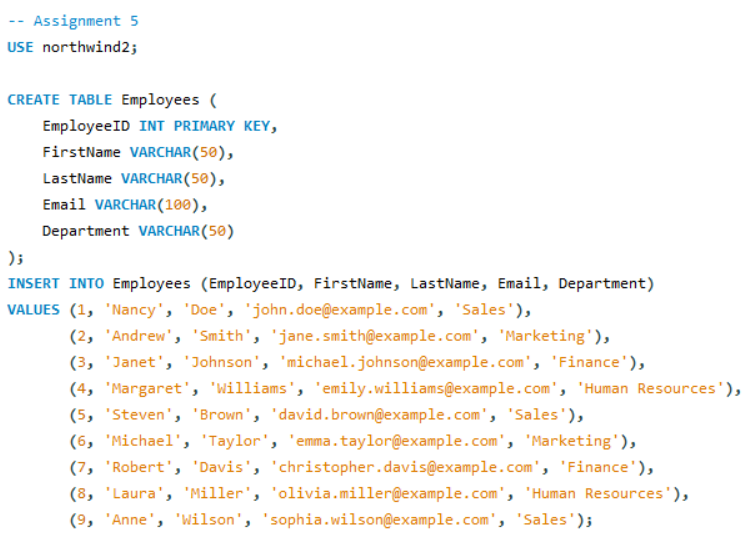 -- Assignment 5
USE northwind2;
CREATE TABLE Employees (
EmployeeID INT PRIMARY KEY,
FirstName VARCHAR(50),
LastName VARCHAR(50),
Email VARCHAR(100),
Department VARCHAR(50)
);
INSERT INTO Employees (EmployeeID, FirstName, LastName, Email, Department)
VALUES (1, 'Nancy', 'Doe', 'john.doe@example.com', 'Sales'),
(2, 'Andrew', 'Smith', 'jane.smith@example.com', 'Marketing'),
(3, 'Janet', 'Johnson', 'michael.johnson@example.com', 'Finance'),
(4, 'Margaret', 'Williams', 'emily.williams@example.com', 'Human Resources'),
(5, 'Steven', 'Brown', 'david.brown@example.com', 'Sales'),
(6, 'Michael', 'Taylor', 'emma.taylor@example.com', 'Marketing'),
(7, 'Robert', 'Davis', 'christopher.davis@example.com', 'Finance'),
(8, 'Laura', 'Miller', 'olivia.miller@example.com', 'Human Resources'),
(9, 'Anne', 'Wilson', 'sophia.wilson@example.com', 'Sales');